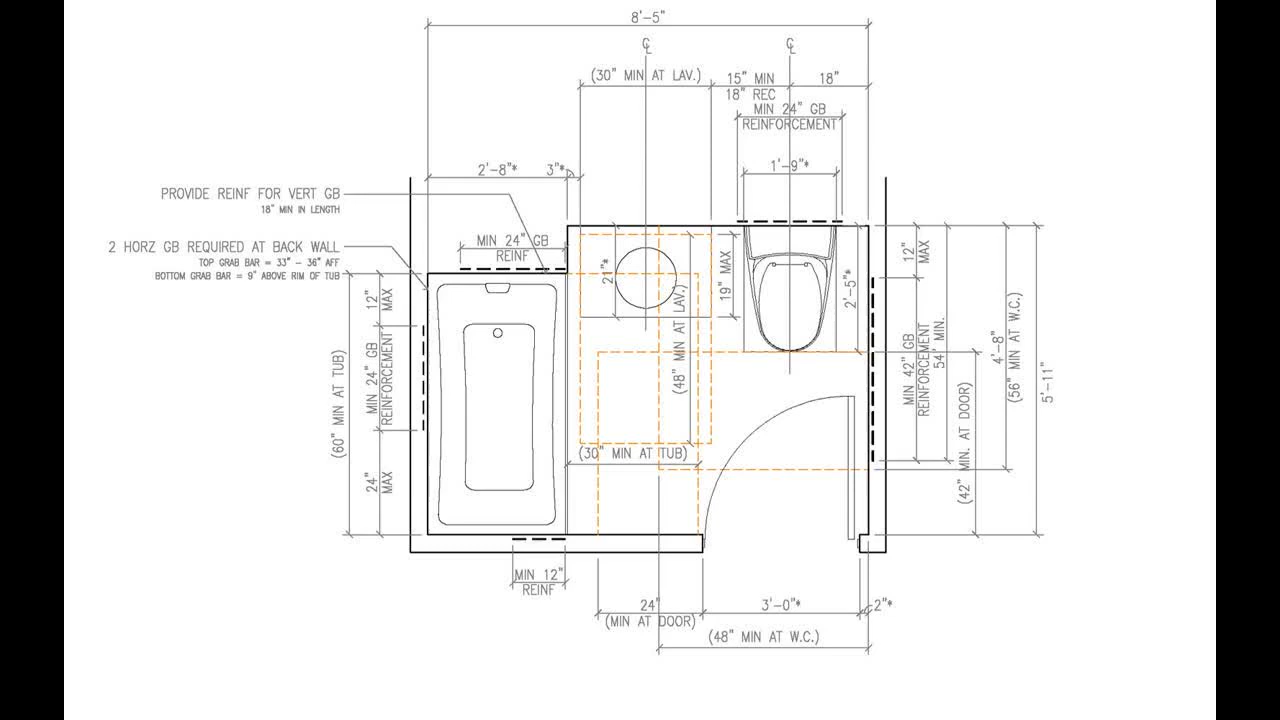 8'-5"
℄
℄
(30" MIN AT LAV.)
15" MIN
18" REC
18"
MIN 24" GB
REINFORCEMENT
2'-8"*
3"*
1'-9"*
PROVIDE REINF FOR VERT GB
18" MIN IN LENGTH
2 HORZ GB REQUIRED AT BACK WALL
TOP GRAB BAR = 33" - 36" AFF
BOTTOM GRAB BAR = 9" ABOVE RIM OF TUB
MIN 24" GB
REINF
21"*
19" MAX
2'-5"*
12"
MAX
12"
MAX
(48" MIN AT LAV.)
MIN 24" GB
REINFORCEMENT
(60" MIN AT TUB)
24"
MAX
MIN 42" GB
REINFORCEMENT
54' MIN.
(42" MIN. AT DOOR)
4'-8"
(56" MIN AT W.C.)
5'-11"
(30" MIN AT TUB)
MIN 12"
REINF
24"
(MIN AT DOOR)
3'-0"*
2"*
(48" MIN AT W.C.)